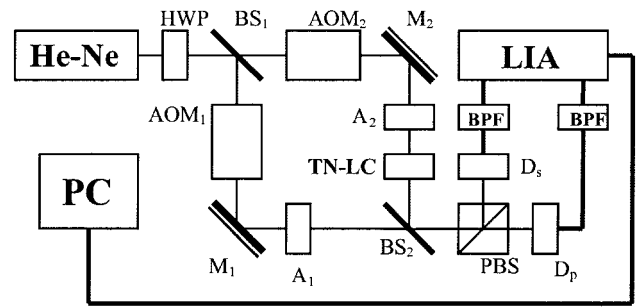 HWP BS₁ AOM₂ M₂
He-Ne LIA
AOM₁ A₂ BPF BPF
TN-LC Dₛ
PC
M₁ A₁ BS₂ PBS Dₚ